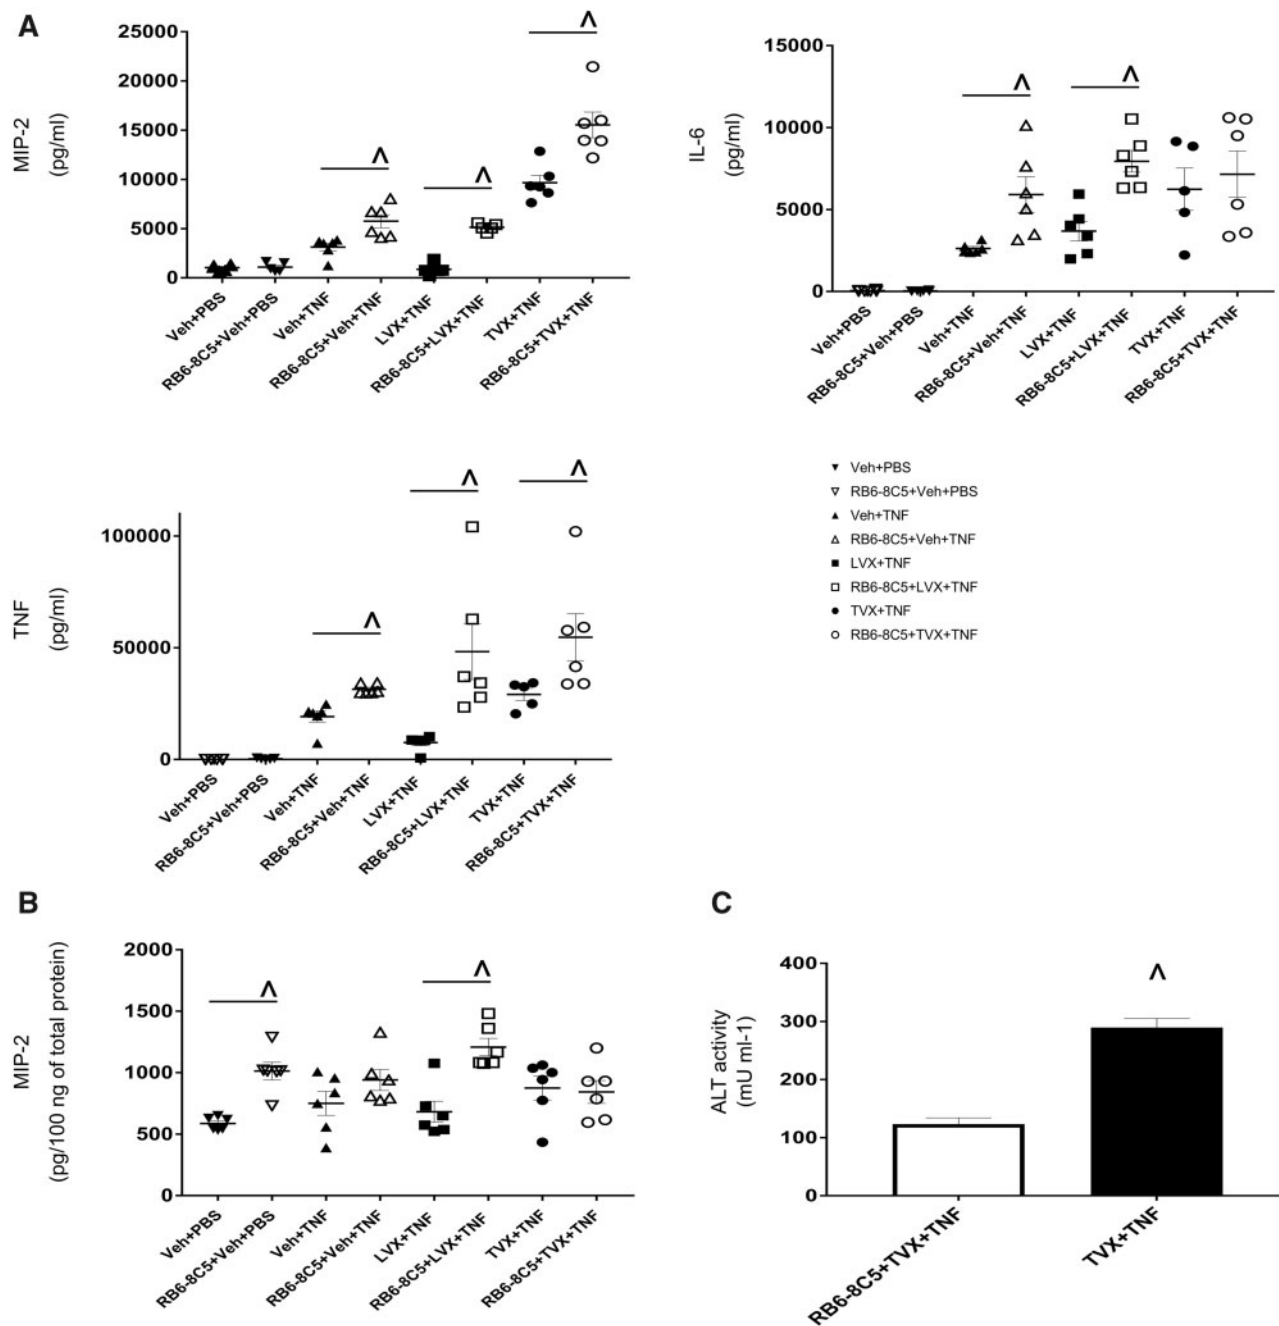 A
MIP-2
(pg/ml)
25000
20000
15000
10000
5000
0
^
^
^
Veh+PBS
RB6-8C5+Veh+PBS
Veh+TNF
RB6-8C5+Veh+TNF
LVX+TNF
RB6-8C5+LVX+TNF
TVX+TNF
RB6-8C5+TVX+TNF
IL-6
(pg/ml)
15000
10000
5000
0
^
^
Veh+PBS
RB6-8C5+Veh+PBS
Veh+TNF
RB6-8C5+Veh+TNF
LVX+TNF
RB6-8C5+LVX+TNF
TVX+TNF
RB6-8C5+TVX+TNF
TNF
(pg/ml)
100000
50000
0
^
^
^
Veh+PBS
RB6-8C5+Veh+PBS
Veh+TNF
RB6-8C5+Veh+TNF
LVX+TNF
RB6-8C5+LVX+TNF
TVX+TNF
RB6-8C5+TVX+TNF
Veh+PBS
RB6-8C5+Veh+PBS
Veh+TNF
RB6-8C5+Veh+TNF
LVX+TNF
RB6-8C5+LVX+TNF
TVX+TNF
RB6-8C5+TVX+TNF
B
MIP-2
(pg/100 ng of total protein)
2000
1500
1000
500
0
^
^
Veh+PBS
RB6-8C5+Veh+PBS
Veh+TNF
RB6-8C5+Veh+TNF
LVX+TNF
RB6-8C5+LVX+TNF
TVX+TNF
RB6-8C5+TVX+TNF
C
ALT activity
(mU ml-1)
400
300
200
100
0
^
RB6-8C5+TVX+TNF
TVX+TNF